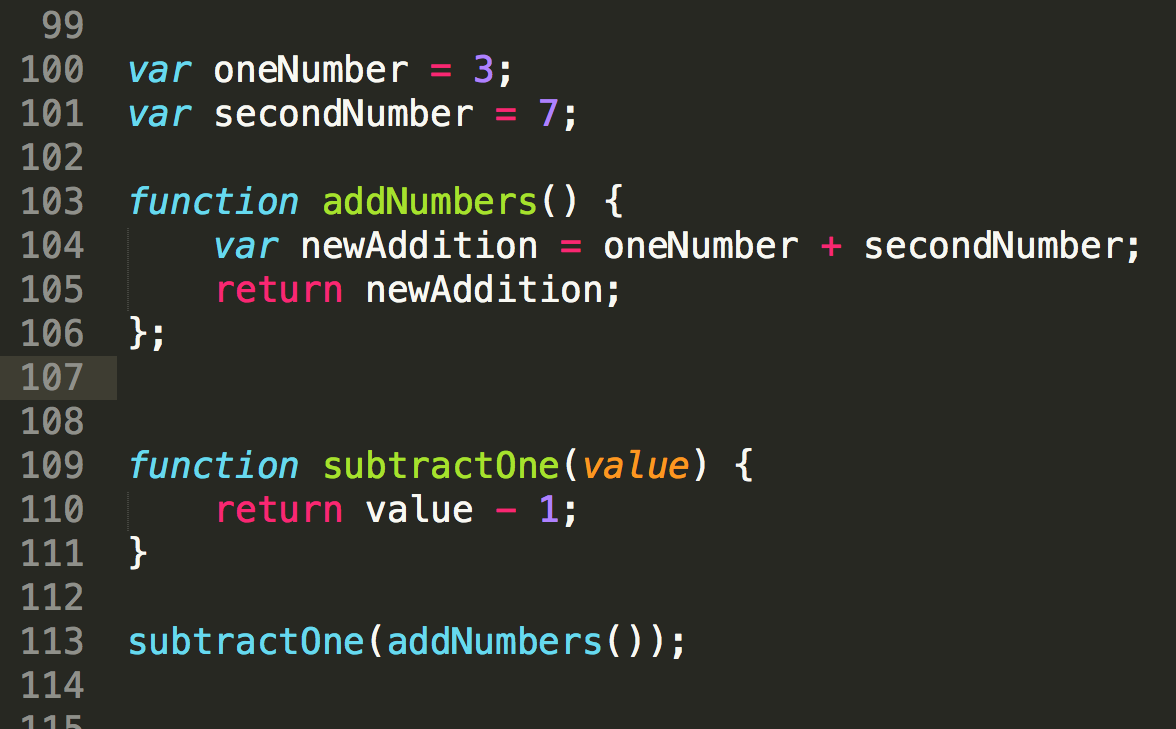 99
100 var oneNumber = 3;
101 var secondNumber = 7;
102
103 function addNumbers() {
104     var newAddition = oneNumber + secondNumber;
105     return newAddition;
106 };
107
108
109 function subtractOne(value) {
110     return value - 1;
111 }
112
113 subtractOne(addNumbers());
114
115